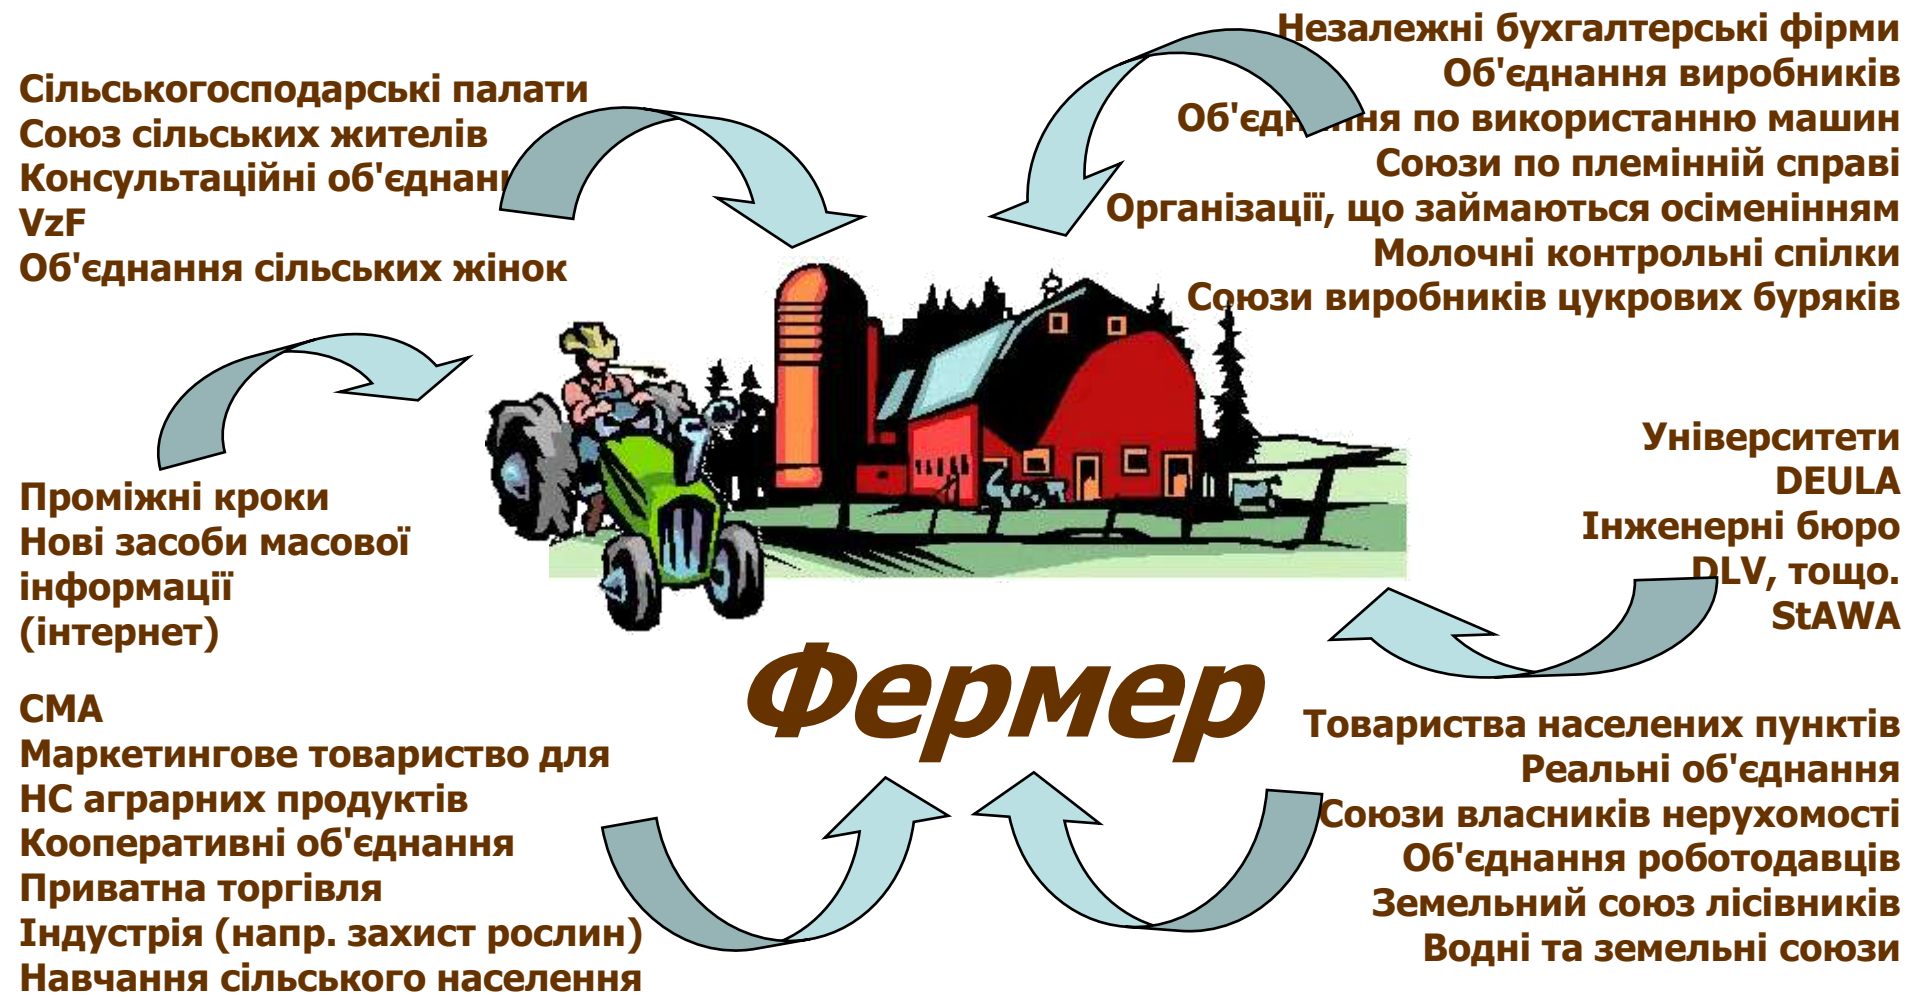 Сільськогосподарські палати
Союз сільських жителів
Консультаційні об'єднан
VzF
Об'єднання сільських жінок
Незалежні бухгалтерські фірми
Об'єднання виробників
Об'єднання по використанню машин
Союзи по племінній справі
Організації, що займаються осіменінням
Молочні контрольні спілки
Союзи виробників цукрових буряків
Проміжні кроки
Нові засоби масової
інформації
(інтернет)
Університети
DEULA
Інженерні бюро
DLV, тощо.
StAWA
Фермер
CMA
Маркетингове товариство для
НС аграрних продуктів
Кооперативні об'єднання
Приватна торгівля
Індустрія (напр. захист рослин)
Навчання сільського населення
Товариства населених пунктів
Реальні об'єднання
Союзи власників нерухомості
Об'єднання роботодавців
Земельний союз лісівників
Водні та земельні союзи